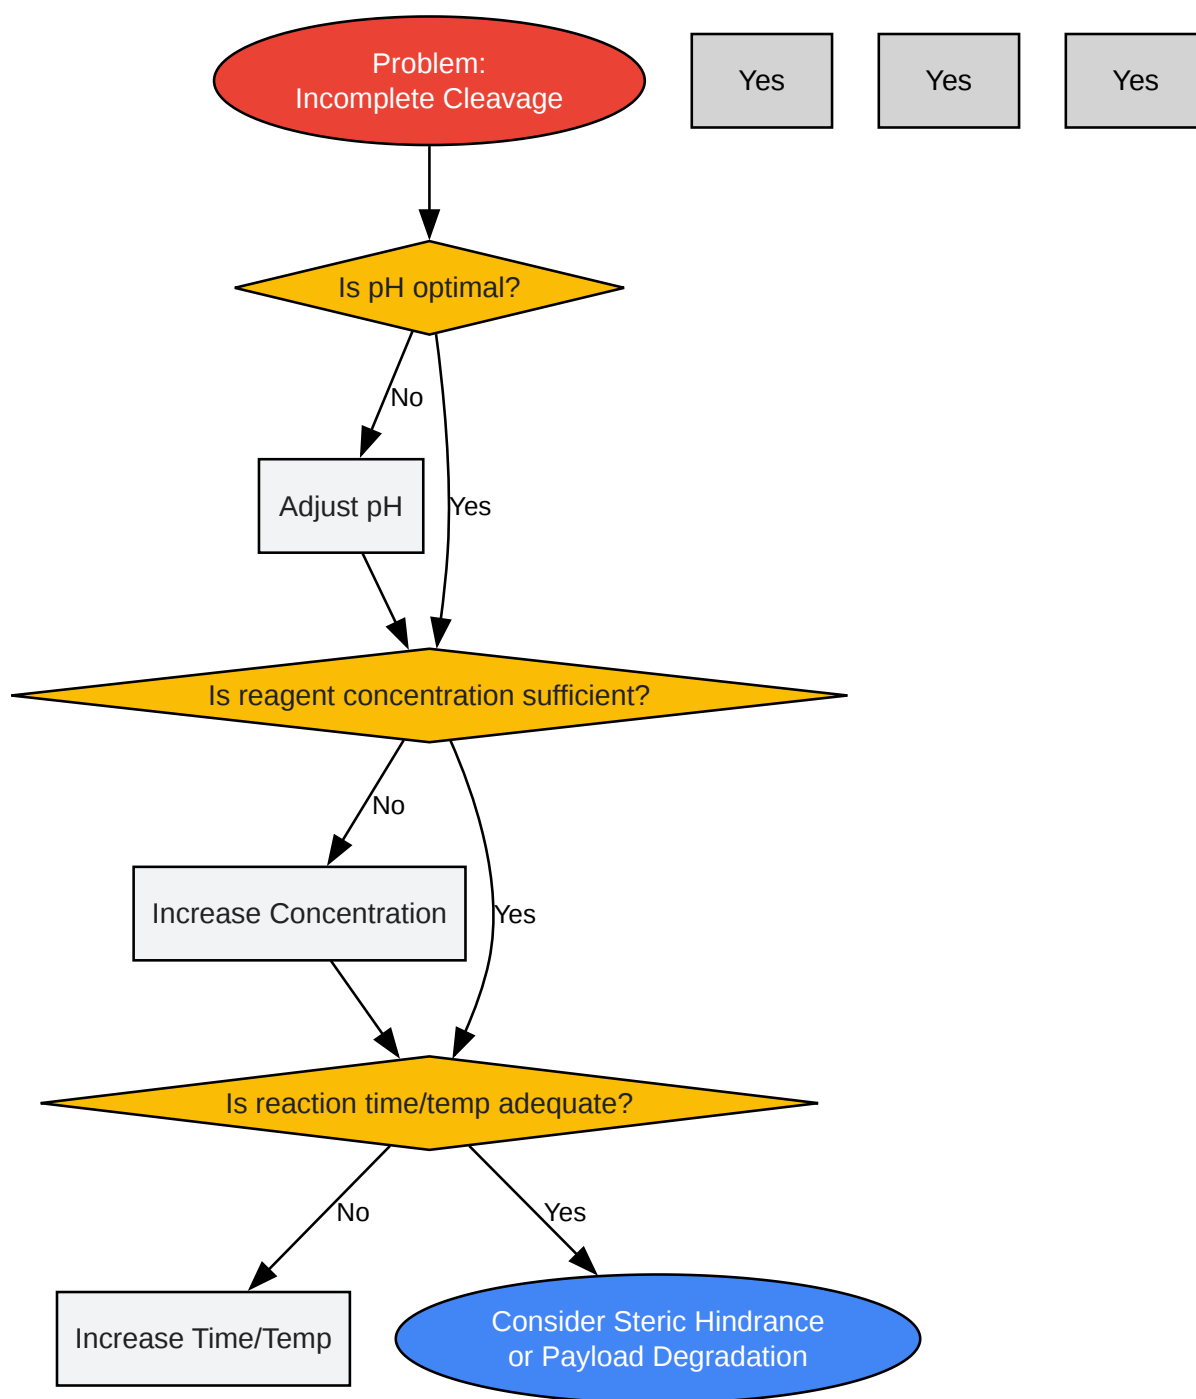 Problem:
Incomplete Cleavage
Yes
Yes
Yes
Is pH optimal?
No
Adjust pH
Yes
Is reagent concentration sufficient?
No
Increase Concentration
Yes
Is reaction time/temp adequate?
No
Yes
Increase Time/Temp
Consider Steric Hindrance
or Payload Degradation